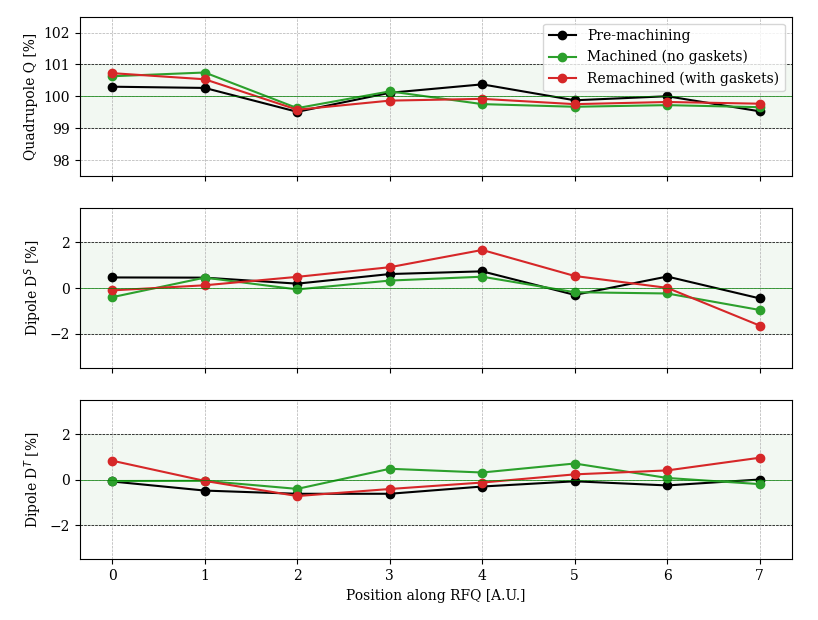 102
101
100
99
98
Quadrupole Q [%]
Pre-machining
Machined (no gaskets)
Remachined (with gaskets)
2
0
−2
Dipole D^S [%]
2
0
−2
Dipole D^T [%]
0 1 2 3 4 5 6 7
Position along RFQ [A.U.]